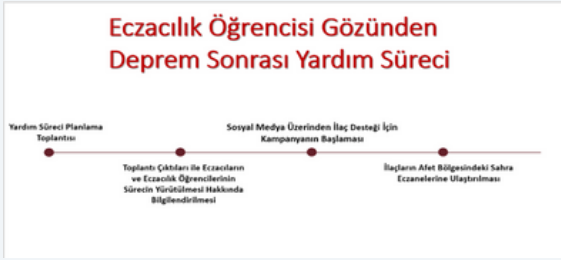 Eczacılık Öğrencisi Gözünden
Deprem Sonrası Yardım Süreci
Yardım Süreci Planlama
Toplantısı
Toplantı Çıktıları ile Eczacıların
ve Eczacılık Öğrencilerinin
Sürecin Yürütülmesi Hakkında
Bilgilendirilmesi
Sosyal Medya Üzerinden İlaç Desteği İçin
Kampanyanın Başlaması
İlaçların Afet Bölgesindeki Sahra
Eczanelerine Ulaştırılması